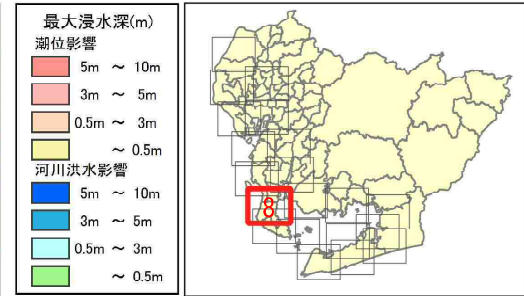 最大浸水深(m)
潮位影響
5m ～ 10m
3m ～ 5m
0.5m ～ 3m
～ 0.5m
河川洪水影響
5m ～ 10m
3m ～ 5m
0.5m ～ 3m
～ 0.5m
8